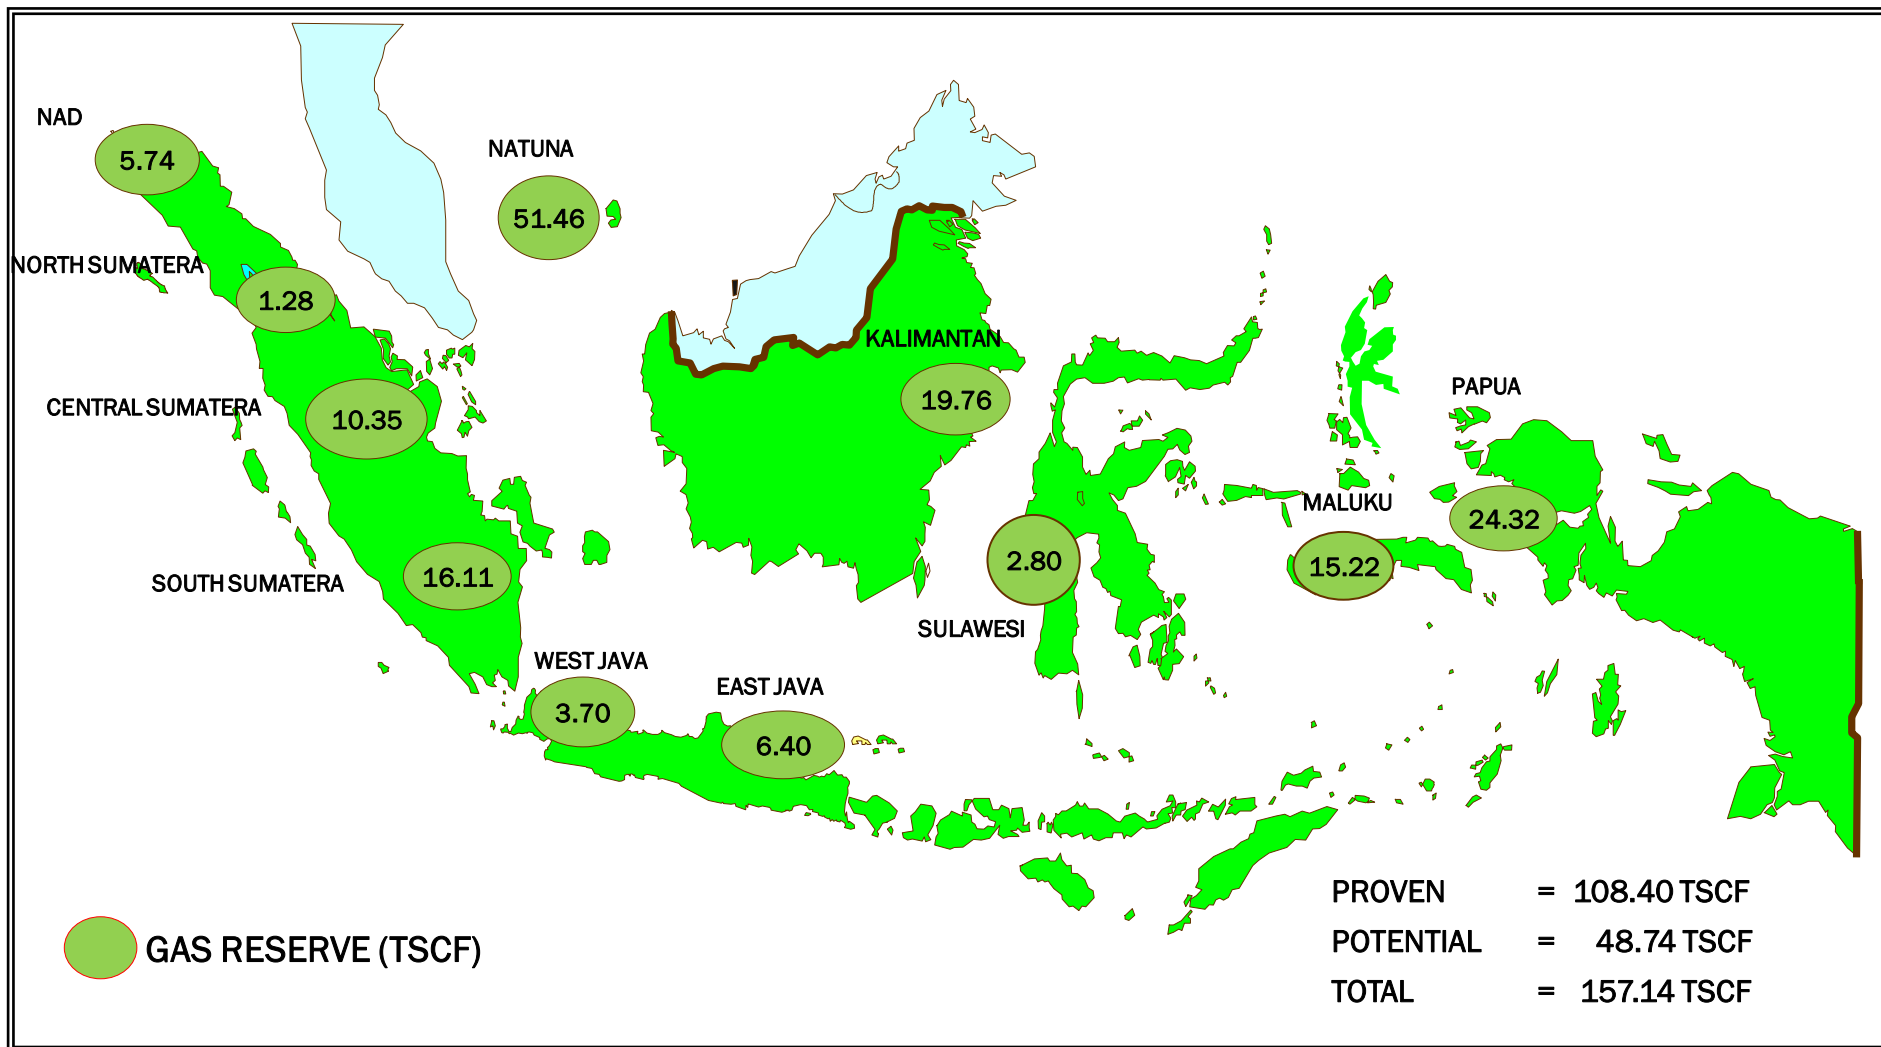 NAD
5.74
NATUNA
51.46
NORTH SUMATERA
1.28
KALIMANTAN
19.76
CENTRAL SUMATERA
10.35
PAPUA
24.32
MALUKU
15.22
SOUTH SUMATERA
16.11
2.80
SULAWESI
WEST JAVA
3.70
EAST JAVA
6.40
GAS RESERVE (TSCF)
PROVEN = 108.40 TSCF
POTENTIAL = 48.74 TSCF
TOTAL = 157.14 TSCF